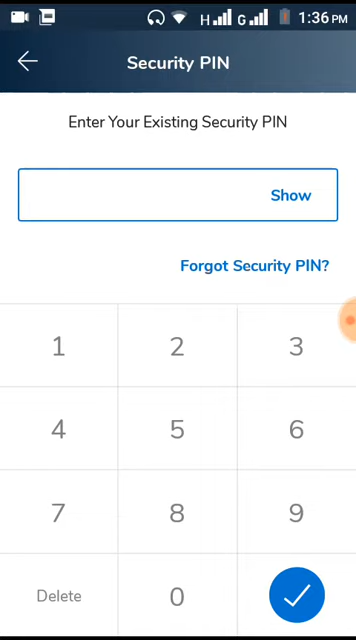 H G 1:36 PM
Security PIN
Enter Your Existing Security PIN
Show
Forgot Security PIN?
1 2 3
4 5 6
7 8 9
Delete 0